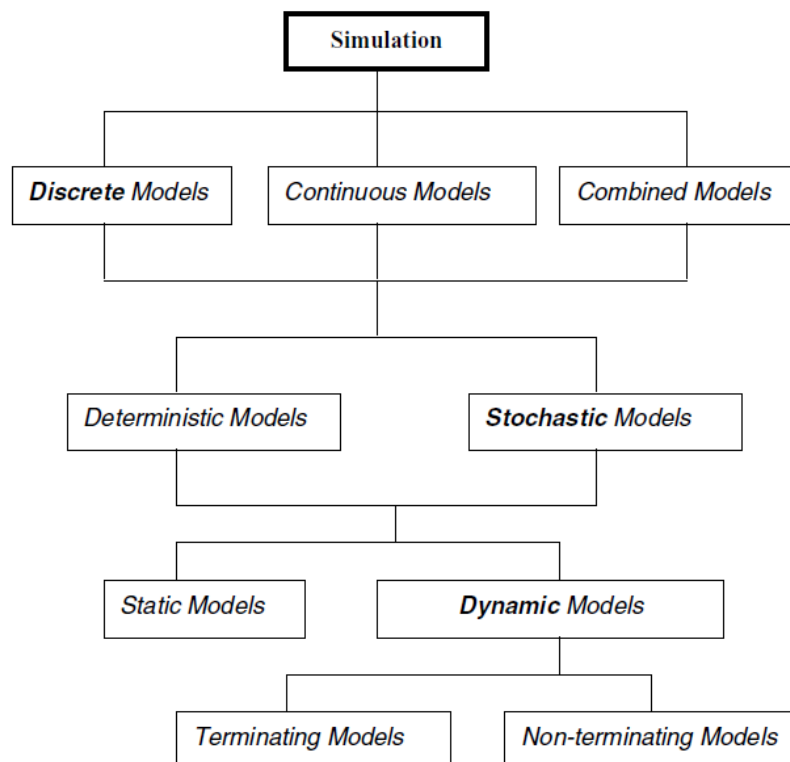 Simulation
Discrete Models
Continuous Models
Combined Models
Deterministic Models
Stochastic Models
Static Models
Dynamic Models
Terminating Models
Non-terminating Models